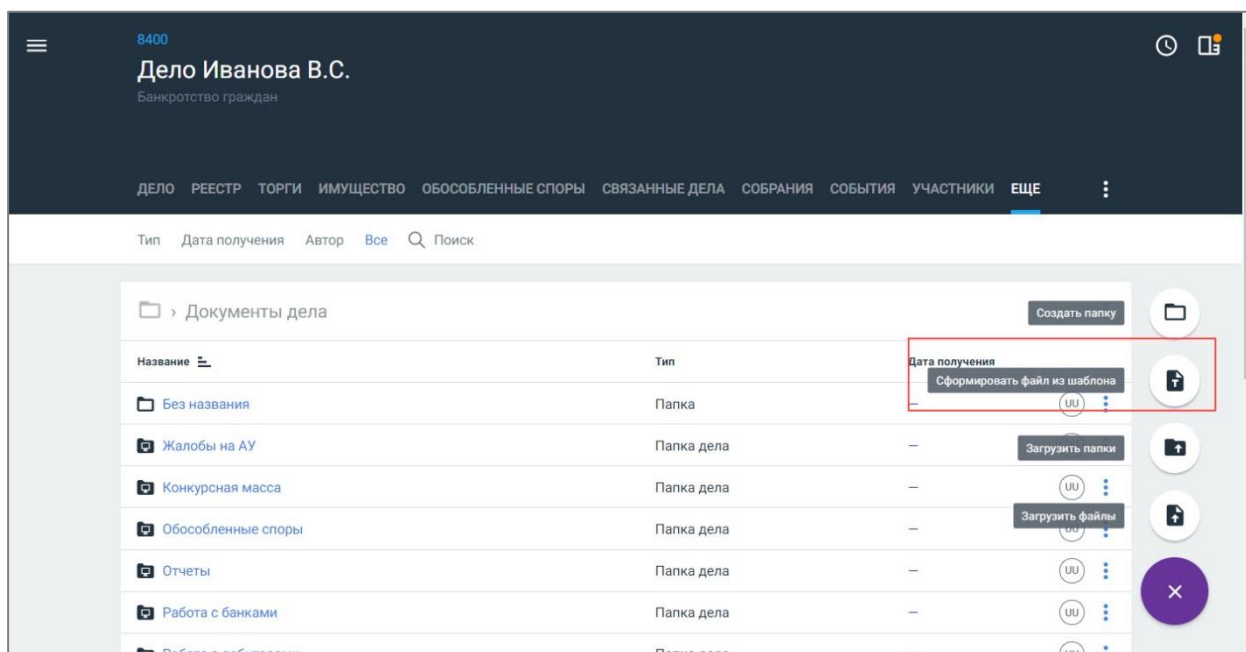 8400
Дело Иванова В.С.
Банкротство граждан
ДЕЛО РЕЕСТР ТОРГИ ИМУЩЕСТВО ОБОСОБЛЕННЫЕ СПОРЫ СВЯЗАННЫЕ ДЕЛА СОБРАНИЯ СОБЫТИЯ УЧАСТНИКИ ЕЩЕ
Тип Дата получения Автор Все Поиск
› Документы дела Создать папку
Название Тип Дата получения
Сформировать файл из шаблона
Без названия Папка — UU
Жалобы на АУ Папка дела —
Загрузить папки
Конкурсная масса Папка дела — UU
Загрузить файлы
Обособленные споры Папка дела —
Отчеты Папка дела — UU
Работа с банками Папка дела — UU